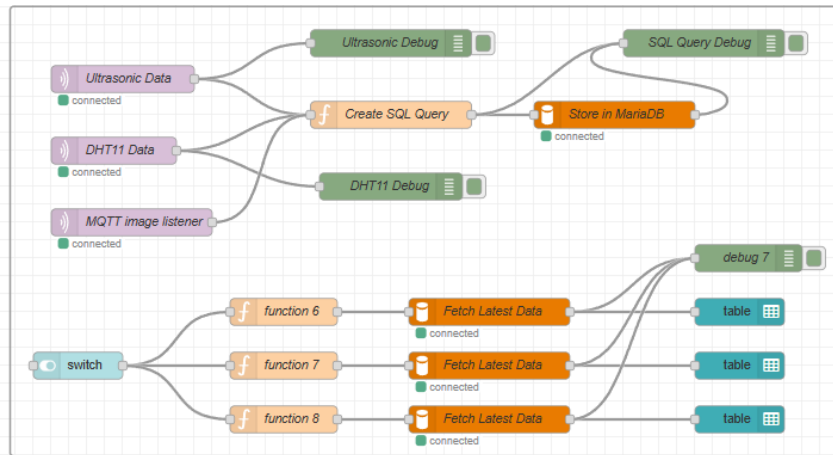 Ultrasonic Debug
SQL Query Debug
Ultrasonic Data
connected
Create SQL Query
Store in MariaDB
connected
DHT11 Data
connected
DHT11 Debug
MQTT image listener
connected
debug 7
function 6
Fetch Latest Data
table
connected
switch
function 7
Fetch Latest Data
table
connected
function 8
Fetch Latest Data
table
connected